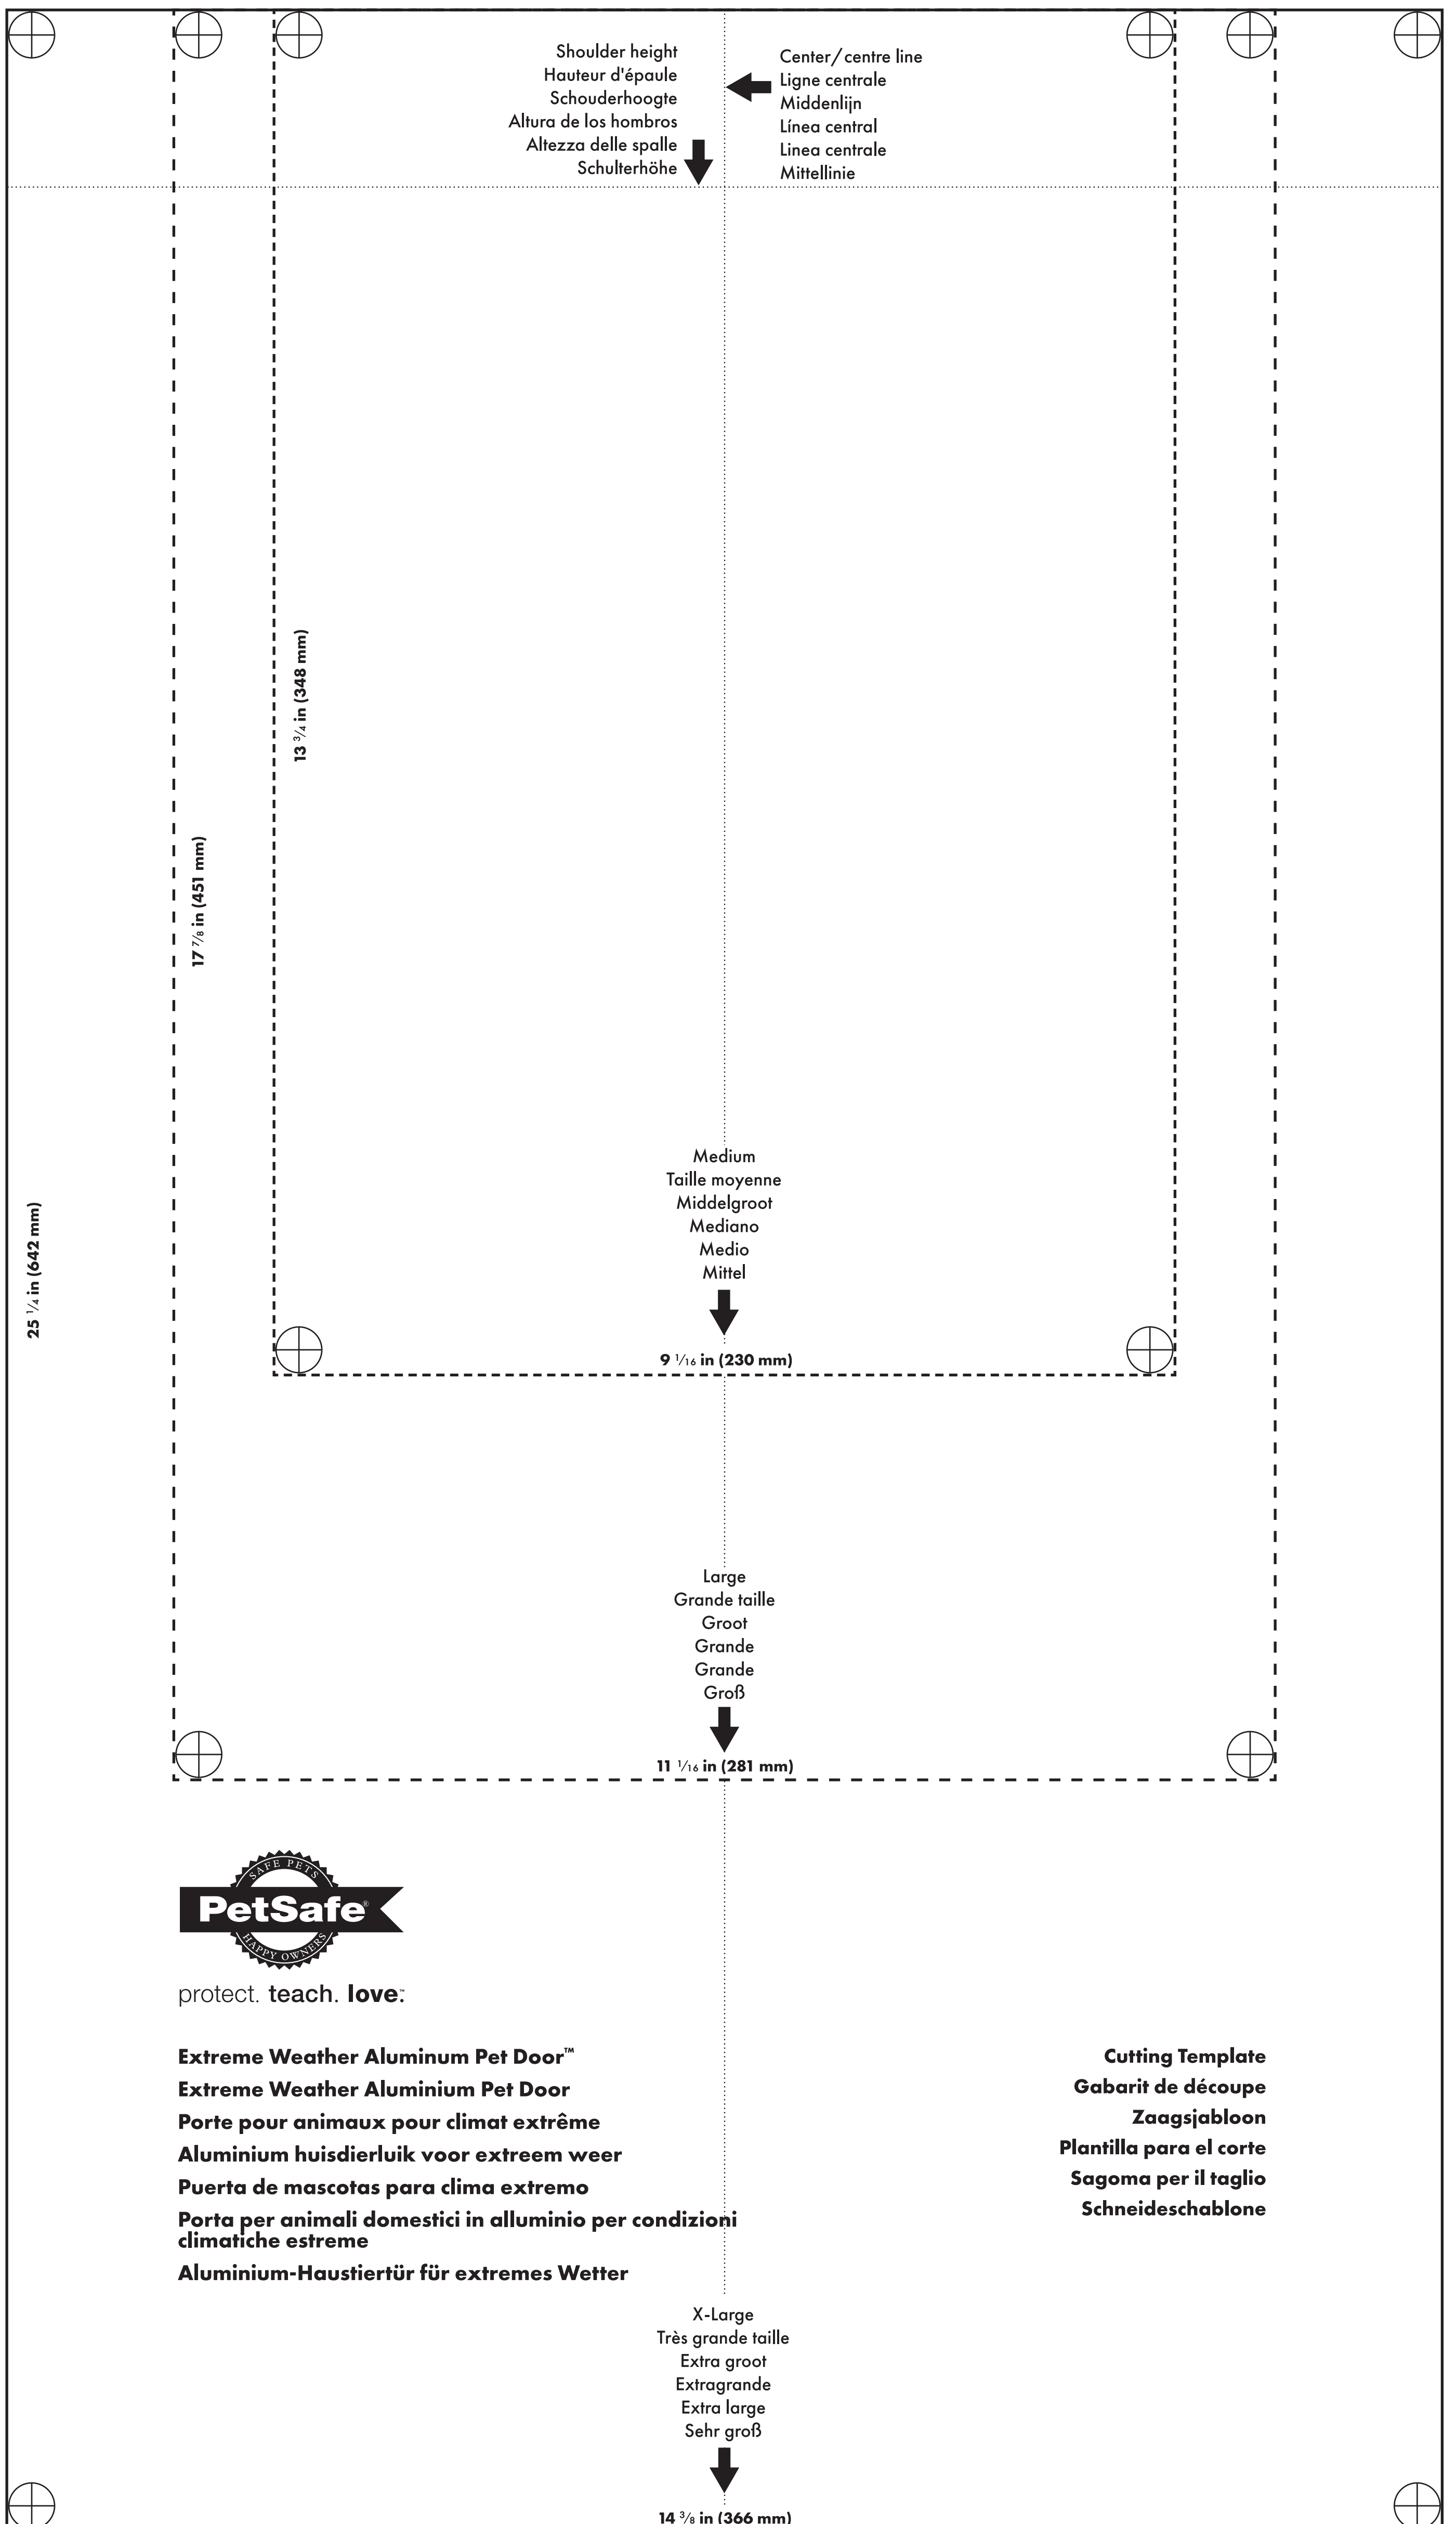 Shoulder height
Hauteur d'épaule
Schouderhoogte
Altura de los hombros
Altezza delle spalle
Schulterhöhe
Center/centre line
Ligne centrale
Middenlijn
Línea central
Linea centrale
Mittellinie
13 3/4 in (348 mm)
17 7/8 in (451 mm)
25 1/4 in (642 mm)
Medium
Taille moyenne
Middelgroot
Mediano
Medio
Mittel
9 1/16 in (230 mm)
Large
Grande taille
Groot
Grande
Grande
Groß
11 1/16 in (281 mm)
SAFE PETS
PetSafe®
HAPPY OWNERS
protect. teach. love.™
Extreme Weather Aluminum Pet Door™
Extreme Weather Aluminium Pet Door
Porte pour animaux pour climat extrême
Aluminium huisdierluik voor extreem weer
Puerta de mascotas para clima extremo
Porta per animali domestici in alluminio per condizioni
climatiche estreme
Aluminium-Haustiertür für extremes Wetter
Cutting Template
Gabarit de découpe
Zaagsjabloon
Plantilla para el corte
Sagoma per il taglio
Schneideschablone
X-Large
Très grande taille
Extra groot
Extragrande
Extra large
Sehr groß
14 3/8 in (366 mm)